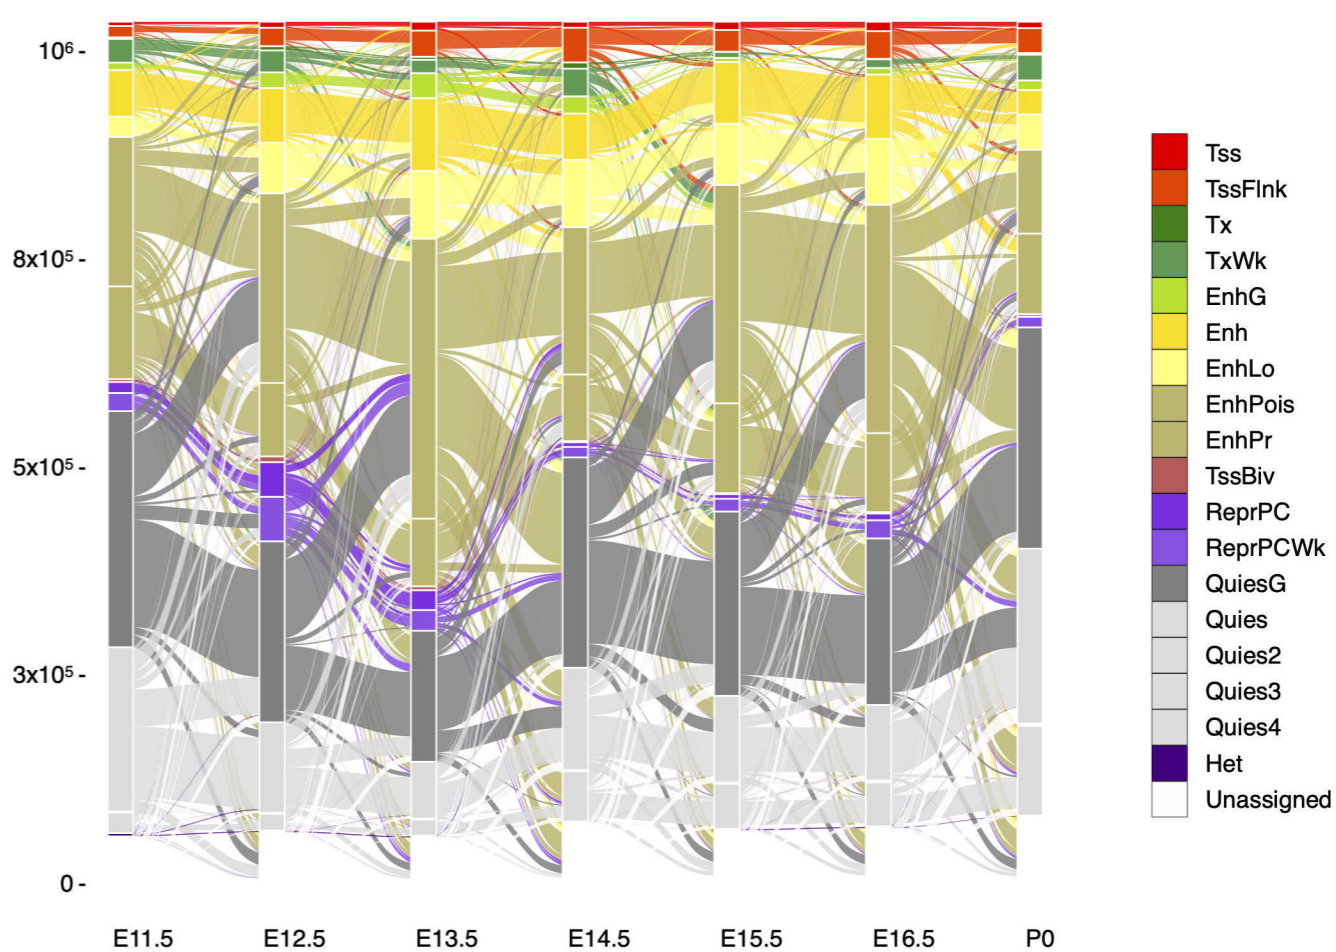 10⁶ -
8x10⁵ -
5x10⁵ -
3x10⁵ -
0 -
E11.5 E12.5 E13.5 E14.5 E15.5 E16.5 P0
Tss
TssFlnk
Tx
TxWk
EnhG
Enh
EnhLo
EnhPois
EnhPr
TssBiv
ReprPC
ReprPCWk
QuiesG
Quies
Quies2
Quies3
Quies4
Het
Unassigned